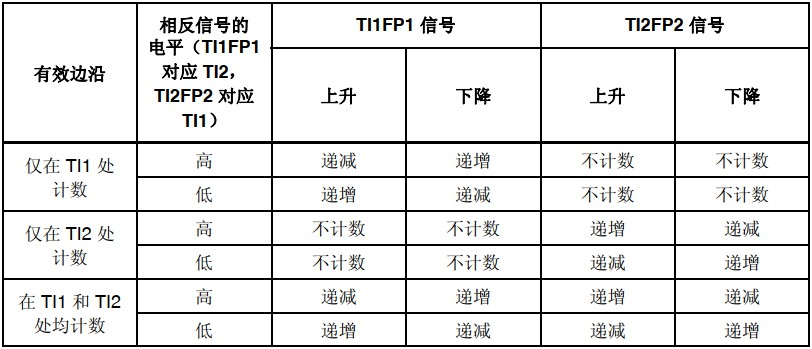 有效边沿
相反信号的
电平（TI1FP1
对应 TI2，
TI2FP2 对应
TI1）
TI1FP1 信号
TI2FP2 信号
上升
下降
上升
下降
仅在 TI1 处
计数
高
递减
递增
不计数
不计数
低
递增
递减
不计数
不计数
仅在 TI2 处
计数
高
不计数
不计数
递增
递减
低
不计数
不计数
递减
递增
在 TI1 和 TI2
处均计数
高
递减
递增
递增
递减
低
递增
递减
递减
递增